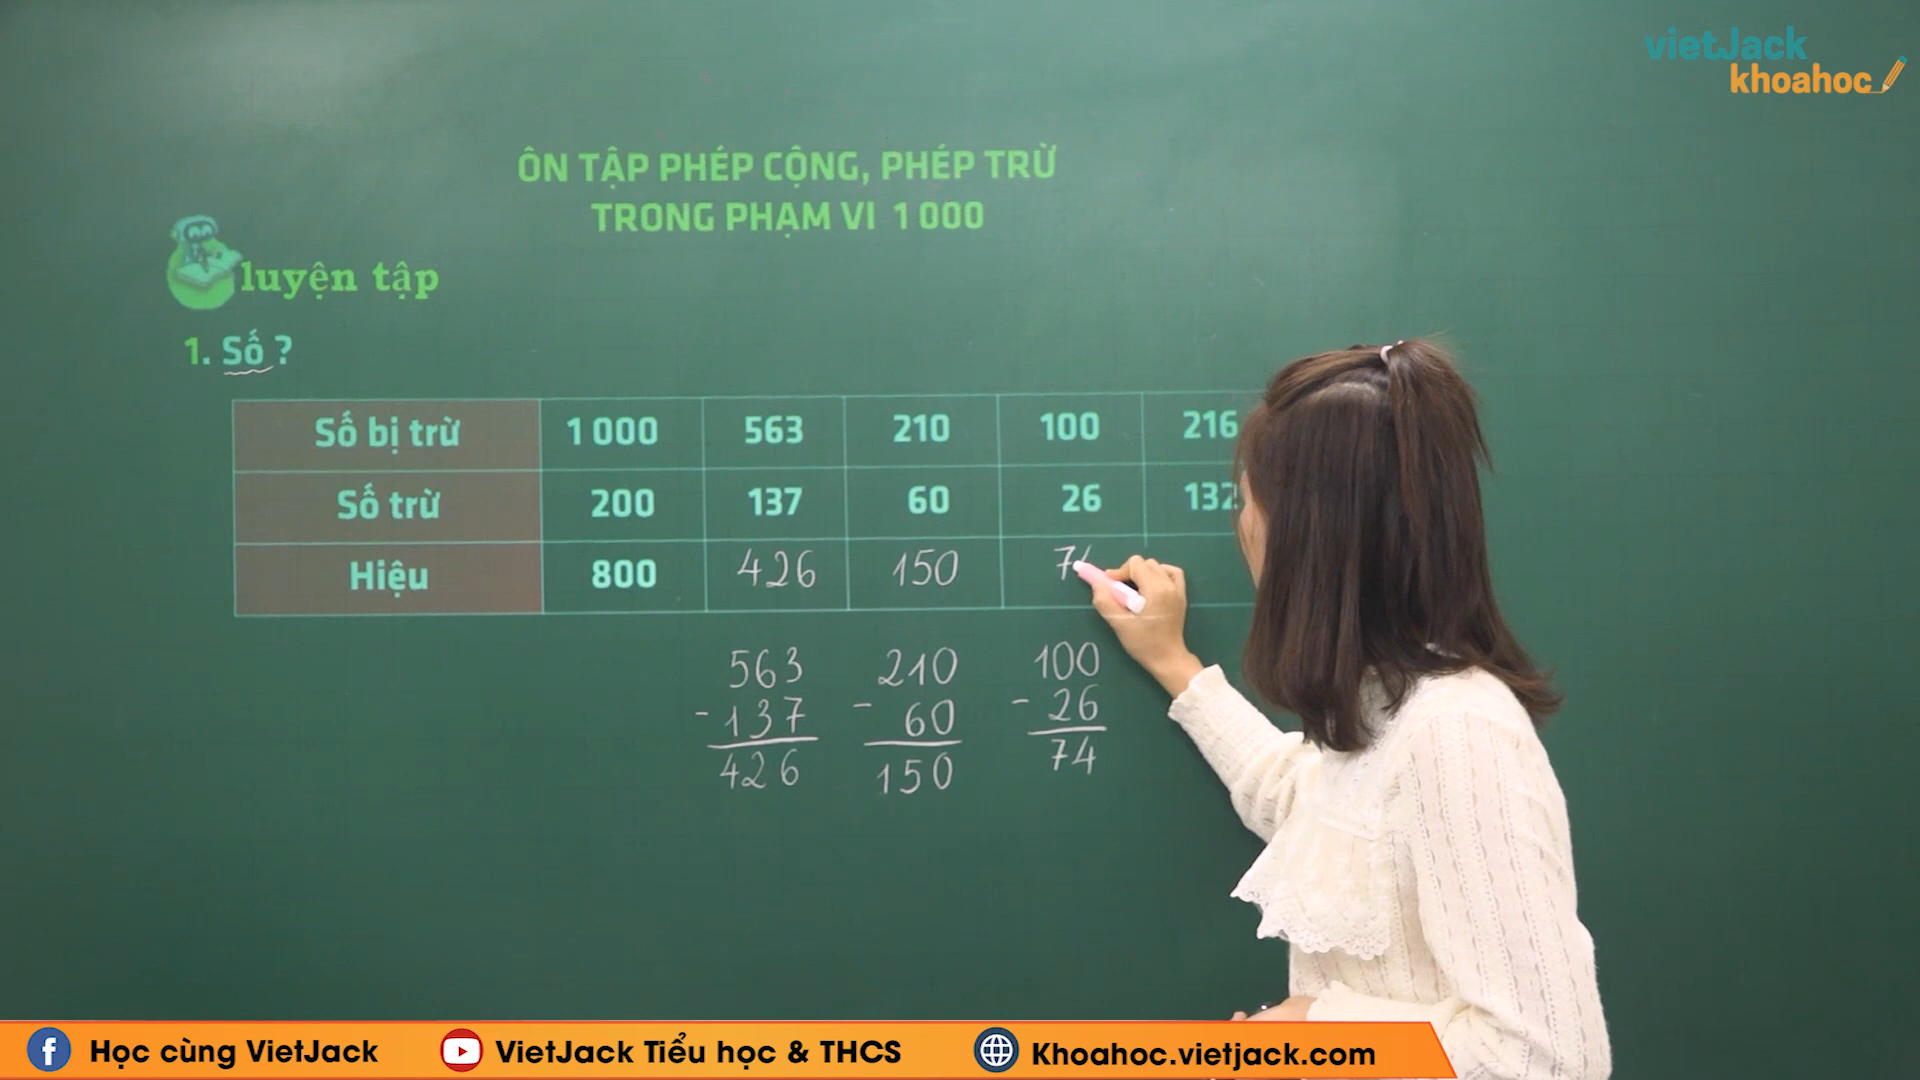 vietJack
khoahoc
ÔN TẬP PHÉP CỘNG, PHÉP TRỪ
TRONG PHẠM VI 1 000
luyện tập
1. Số ?
Số bị trừ 1 000 563 210 100 216
Số trừ 200 137 60 26 132
Hiệu 800 426 150 74
563 210 100
- 137 - 60 - 26
426 150 74
Học cùng VietJack VietJack Tiểu học & THCS Khoahoc.vietjack.com